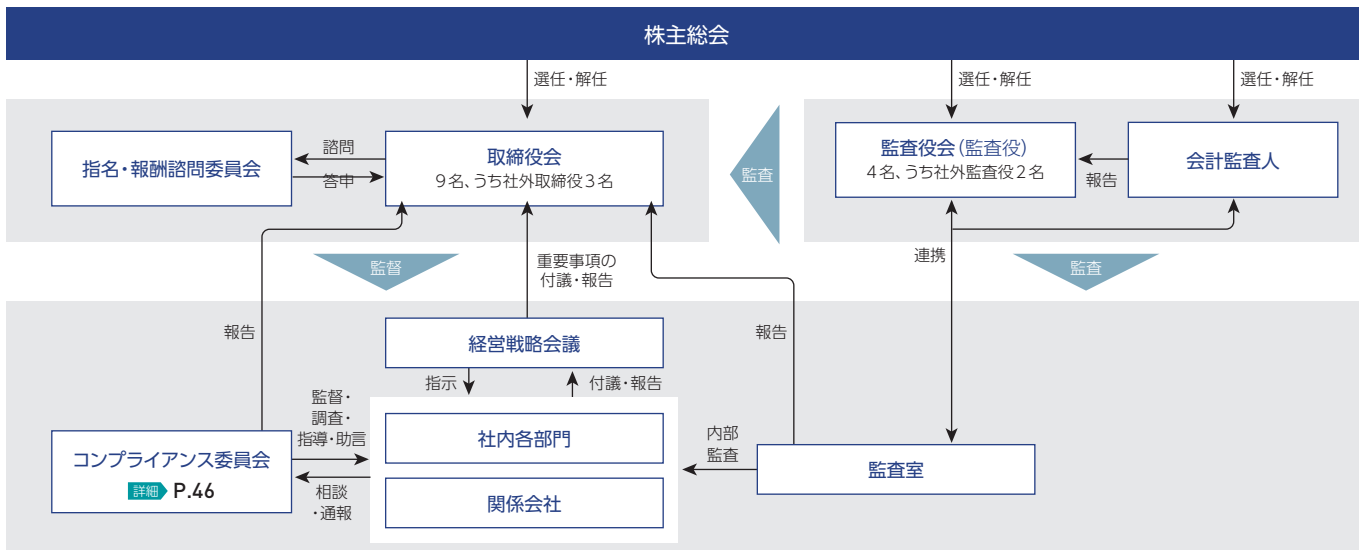 株主総会
選任・解任
選任・解任
選任・解任
指名・報酬諮問委員会
諮問
答申
取締役会
9名、うち社外取締役3名
監査
監査役会(監査役)
4名、うち社外監査役2名
報告
会計監査人
監督
重要事項の
付議・報告
連携
監査
報告
経営戦略会議
報告
指示
付議・報告
監督・
調査・
指導・助言
社内各部門
内部
監査
監査室
コンプライアンス委員会
詳細 P.46
相談
・通報
関係会社